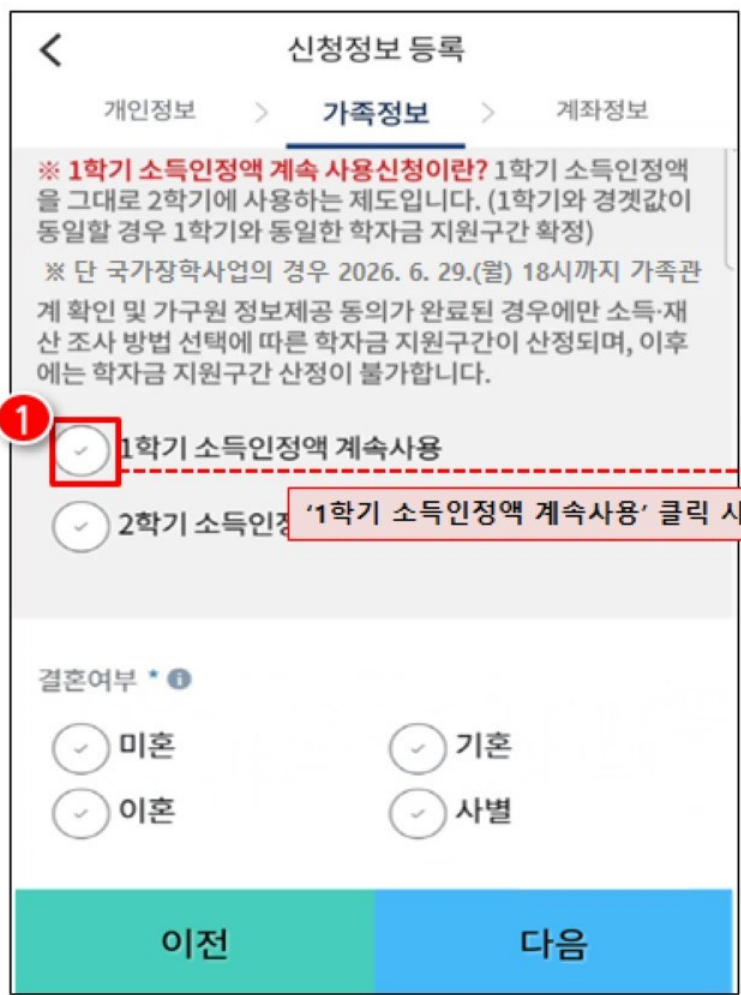 신청정보 등록
개인정보 > 가족정보 > 계좌정보
※ 1학기 소득인정액 계속 사용신청이란? 1학기 소득인정액
을 그대로 2학기에 사용하는 제도입니다. (1학기와 경곗값이
동일할 경우 1학기와 동일한 학자금 지원구간 확정)
※ 단 국가장학사업의 경우 2026. 6. 29.(월) 18시까지 가족관
계 확인 및 가구원 정보제공 동의가 완료된 경우에만 소득·재
산 조사 방법 선택에 따른 학자금 지원구간이 산정되며, 이후
에는 학자금 지원구간 산정이 불가합니다.
1
1학기 소득인정액 계속사용
2학기 소득인정
‘1학기 소득인정액 계속사용’ 클릭 시
결혼여부 *
미혼 기혼
이혼 사별
이전 다음